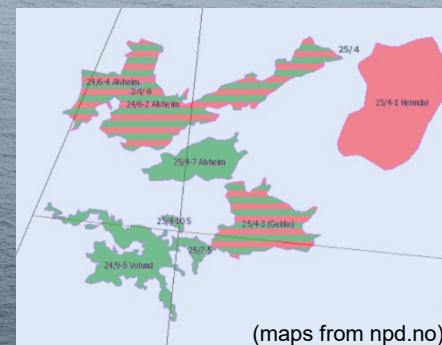 25/4
24/6-4 Alvheim
24/6
24/6-2 Alvheim
25/4-1 Heimdal
25/4-7 Alvheim
25/4-10 S
25/4-3 (Gekko)
25/7-5
24/9-5 Volund
(maps from npd.no)